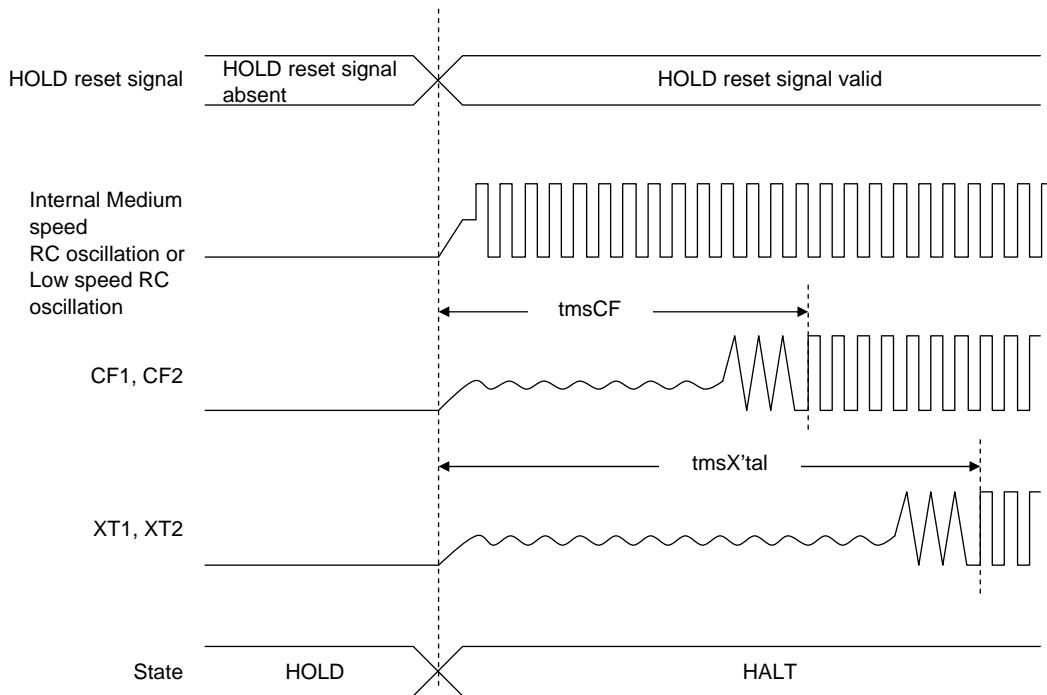 HOLD reset signal
HOLD reset signal
absent
HOLD reset signal valid
Internal Medium
speed
RC oscillation or
Low speed RC
oscillation
tmsCF
CF1, CF2
tmsX’tal
XT1, XT2
State
HOLD
HALT